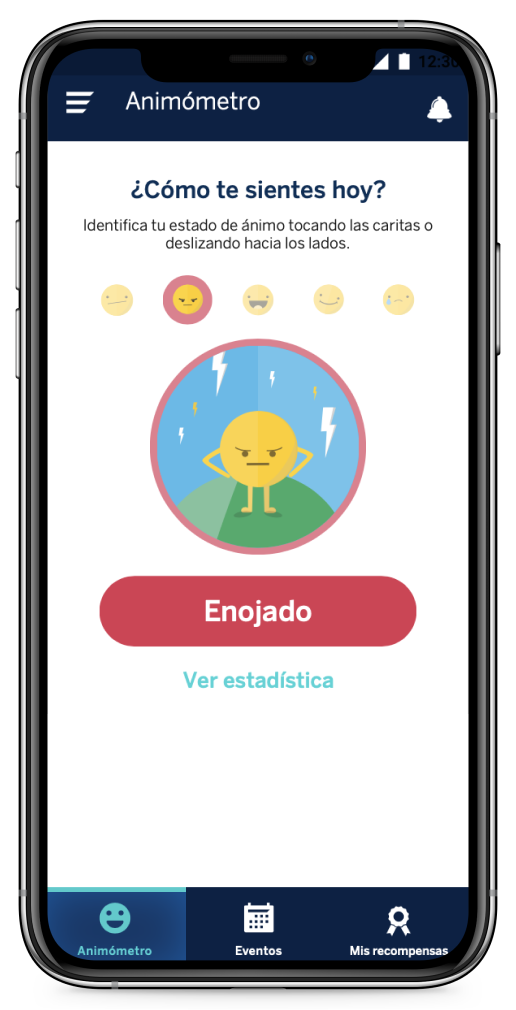 12:30
Animómetro
¿Cómo te sientes hoy?
Identifica tu estado de ánimo tocando las caritas o
deslizando hacia los lados.
Enojado
Ver estadística
Animómetro
Eventos
Mis recompensas